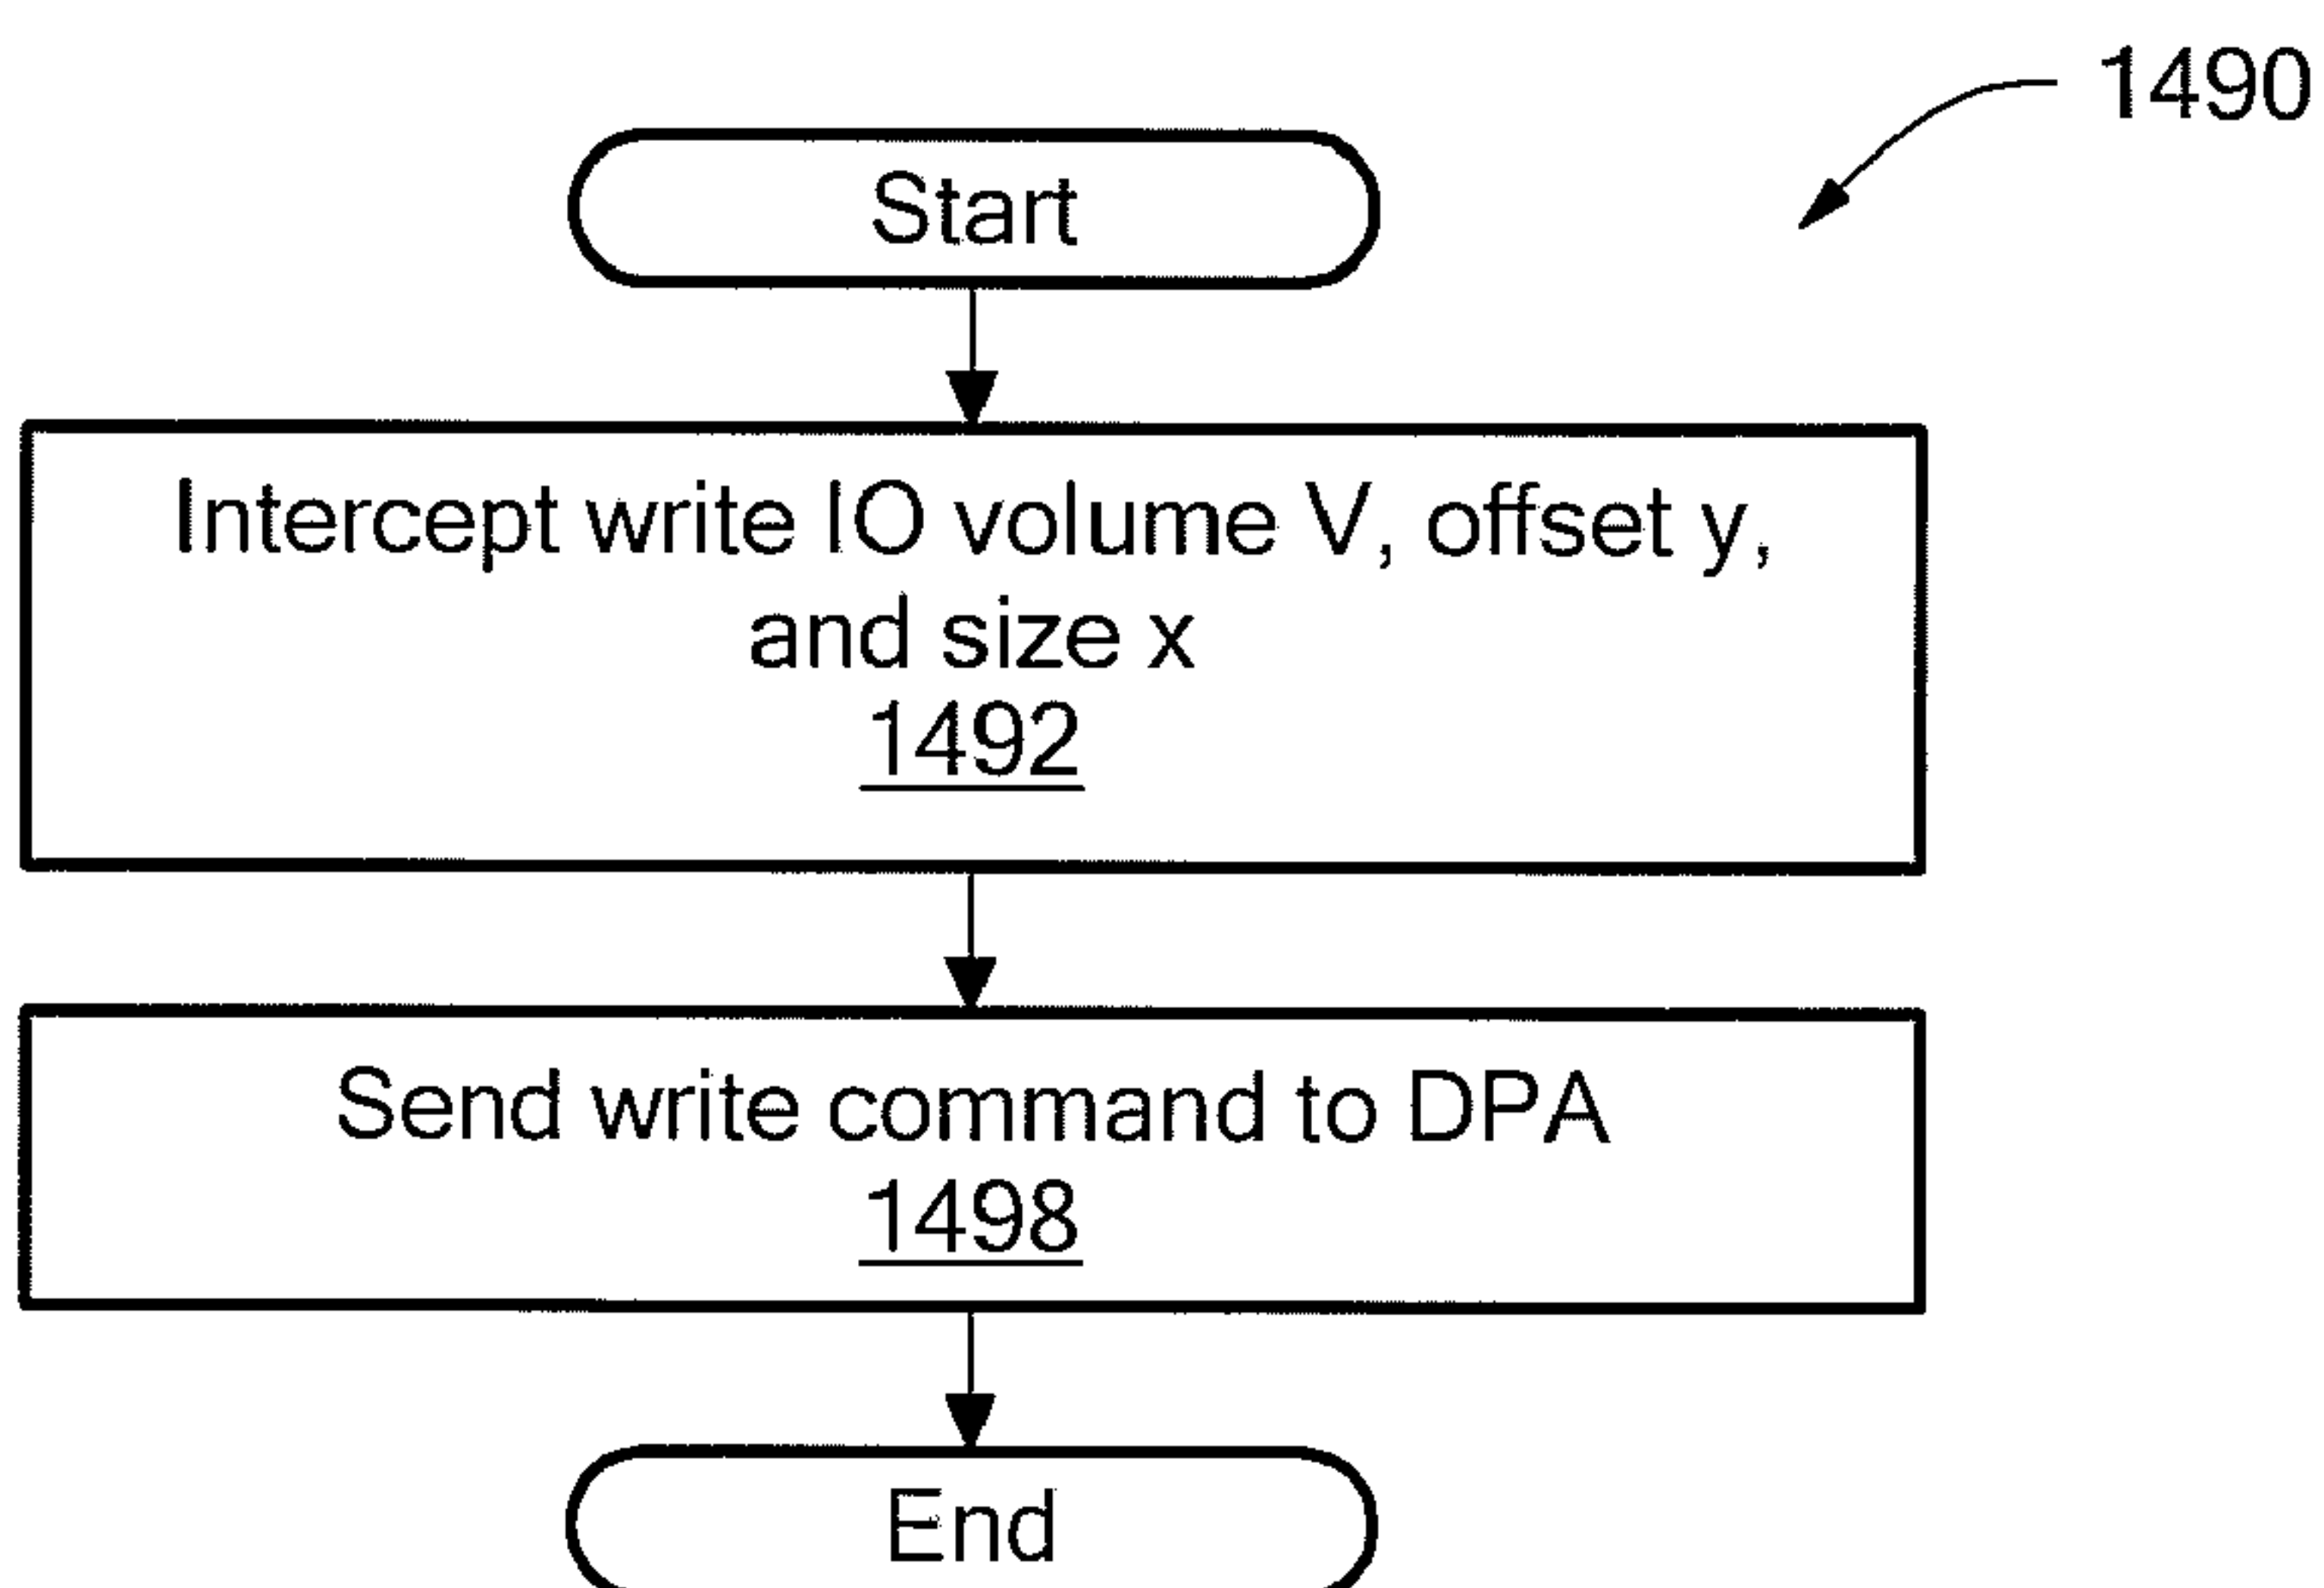 1490
Start
Intercept write IO volume V, offset y,
and size x
1492
Send write command to DPA
1498
End